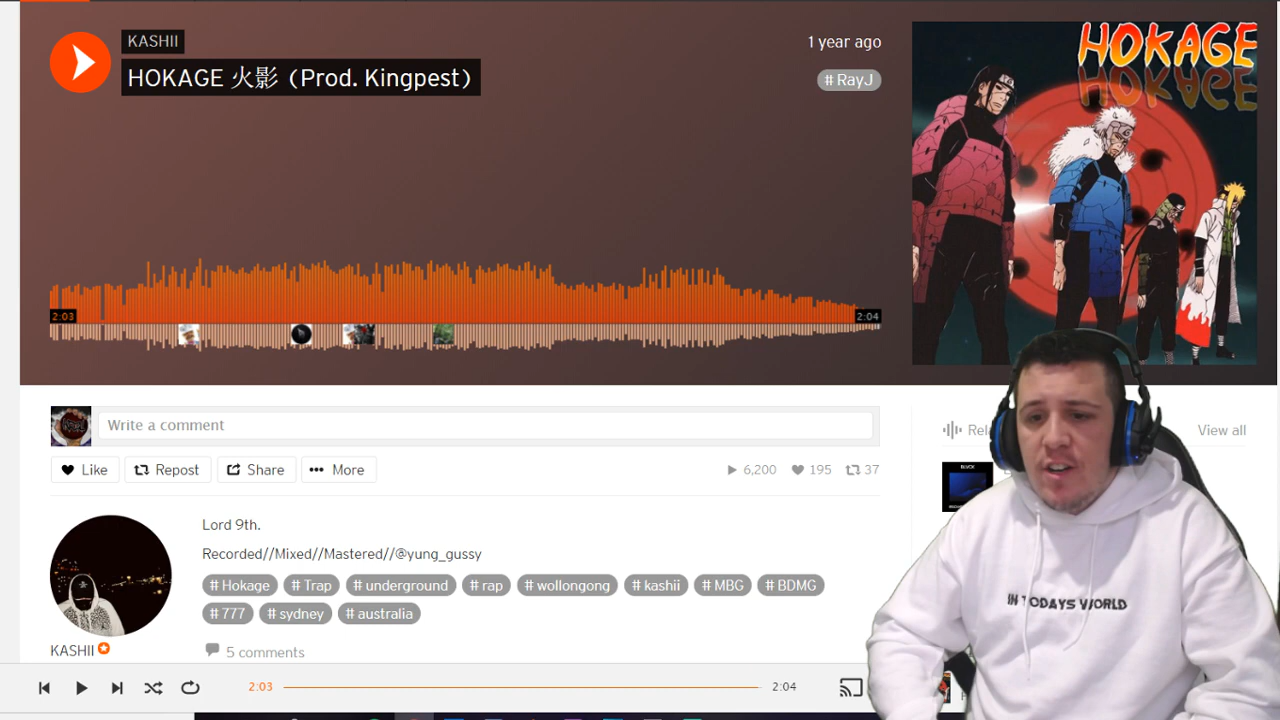 KASHII
HOKAGE 火影 (Prod. Kingpest)
1 year ago
# RayJ
HOKAGE
2:03
2:04
Write a comment
Like
Repost
Share
More
6,200
195
37
View all
BLVCK
Lord 9th.
Recorded//Mixed//Mastered//@yung_gussy
# Hokage # Trap # underground # rap # wollongong # kashii # MBG # BDMG
# 777 # sydney # australia
KASHII
5 comments
IN TODAYS WORLD
2:03
2:04